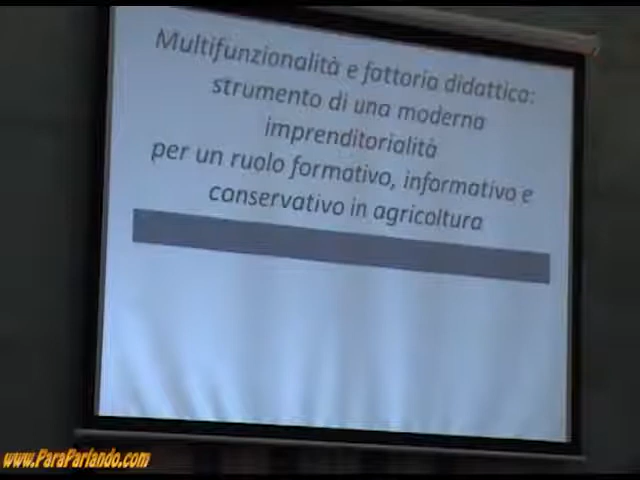 Multifunzionalità e fattoria didattica:
strumento di una moderna
imprenditorialità
per un ruolo formativo, informativo e
conservativo in agricoltura
www.ParaParlando.com